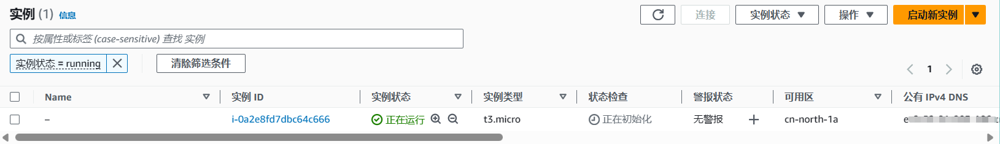 实例 (1) 信息 连接 实例状态 操作 启动新实例
按属性或标签 (case-sensitive) 查找 实例
实例状态 = running 清除筛选条件 1
Name 实例 ID 实例状态 实例类型 状态检查 警报状态 可用区 公有 IPv4 DNS
– i-0a2e8fd7dbc64c666 正在运行 t3.micro 正在初始化 无警报 cn-north-1a